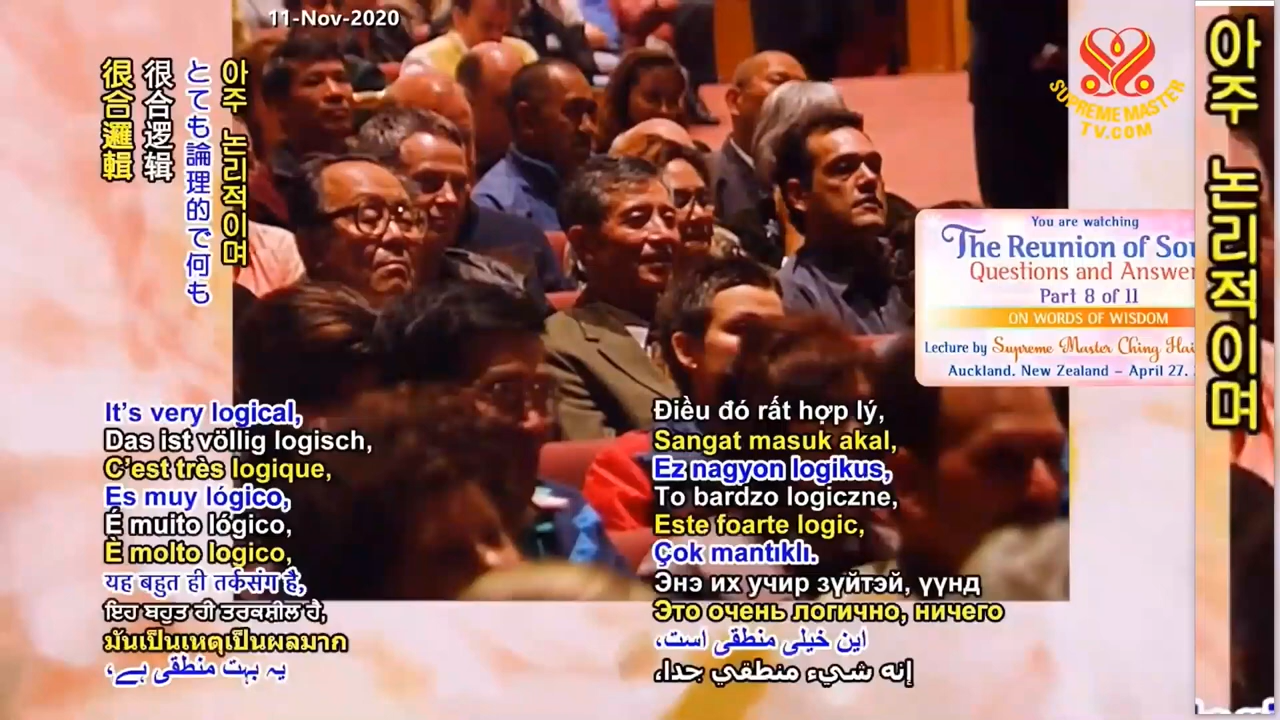 11-Nov-2020
아주 논리적이며
とても論理的で何も
很合逻辑
很合邏輯
SUPREME MASTER
TV.COM
You are watching
The Reunion of
Questions and
Part 8 of 11
ON WORDS OF WISDOM
Lecture by Supreme Master Ching Hai
Auckland, New Zealand – April 27,
아주 논리적이며
It's very logical,
Das ist völlig logisch,
C'est très logique,
Es muy lógico,
É muito lógico,
È molto logico,
यह बहुत ही तर्कसंग है,
ਇਹ ਬਹੁਤ ਹੀ ਤਰਕਸ਼ੀਲ ਹੈ,
มันเป็นเหตุเป็นผลมาก
یہ بہت منطقی ہے،
Điều đó rất hợp lý,
Sangat masuk akal,
Ez nagyon logikus,
To bardzo logiczne,
Este foarte logic,
Çok mantıklı.
Энэ их учир зүйтэй, үүнд
Это очень логично, ничего
این خیلی منطقی است،
إنه شيء منطقي جدا،